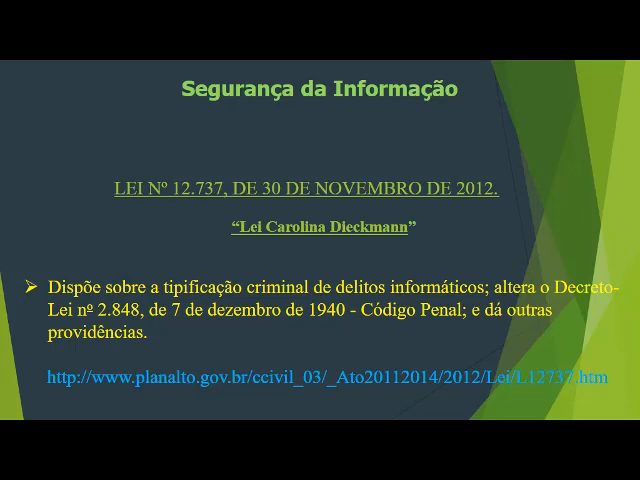 Segurança da Informação
LEI Nº 12.737, DE 30 DE NOVEMBRO DE 2012.
“Lei Carolina Dieckmann”
Dispõe sobre a tipificação criminal de delitos informáticos; altera o Decreto-
Lei nº 2.848, de 7 de dezembro de 1940 - Código Penal; e dá outras
providências.
http://www.planalto.gov.br/ccivil_03/_Ato20112014/2012/Lei/L12737.htm